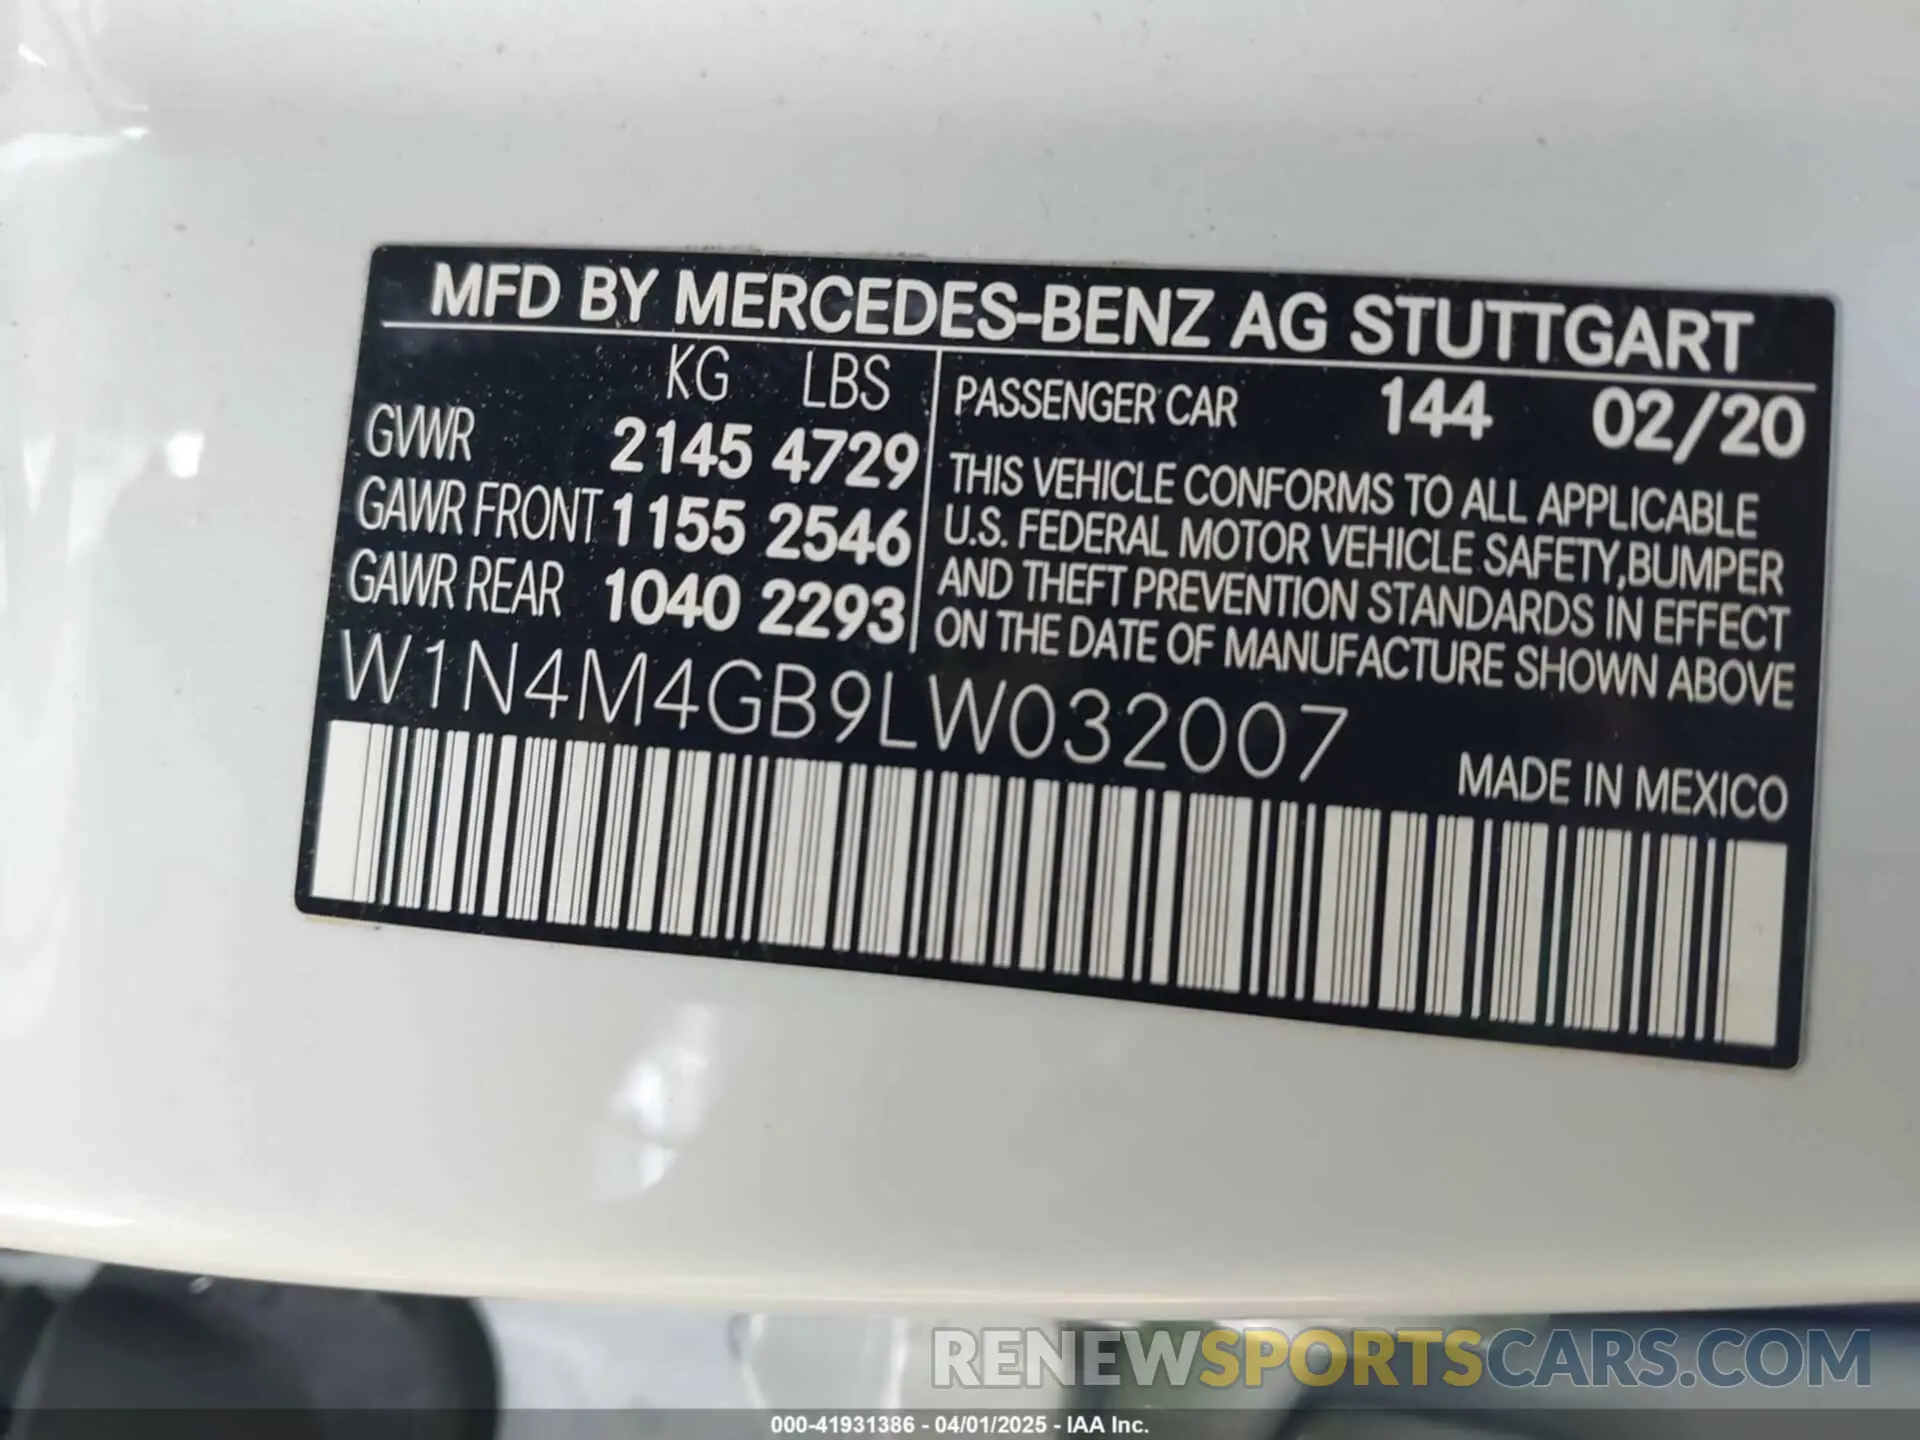 MFD BY MERCEDES-BENZ AG STUTTGART
KG LBS
GVWR 2145 4729
GAWR FRONT 1155 2546
GAWR REAR 1040 2293
PASSENGER CAR 144 02/20
THIS VEHICLE CONFORMS TO ALL APPLICABLE
U.S. FEDERAL MOTOR VEHICLE SAFETY,BUMPER
AND THEFT PREVENTION STANDARDS IN EFFECT
ON THE DATE OF MANUFACTURE SHOWN ABOVE
W1N4M4GB9LW032007
MADE IN MEXICO
RENEWSPORTSCARS.COM
000-41931386 - 04/01/2025 - IAA Inc.